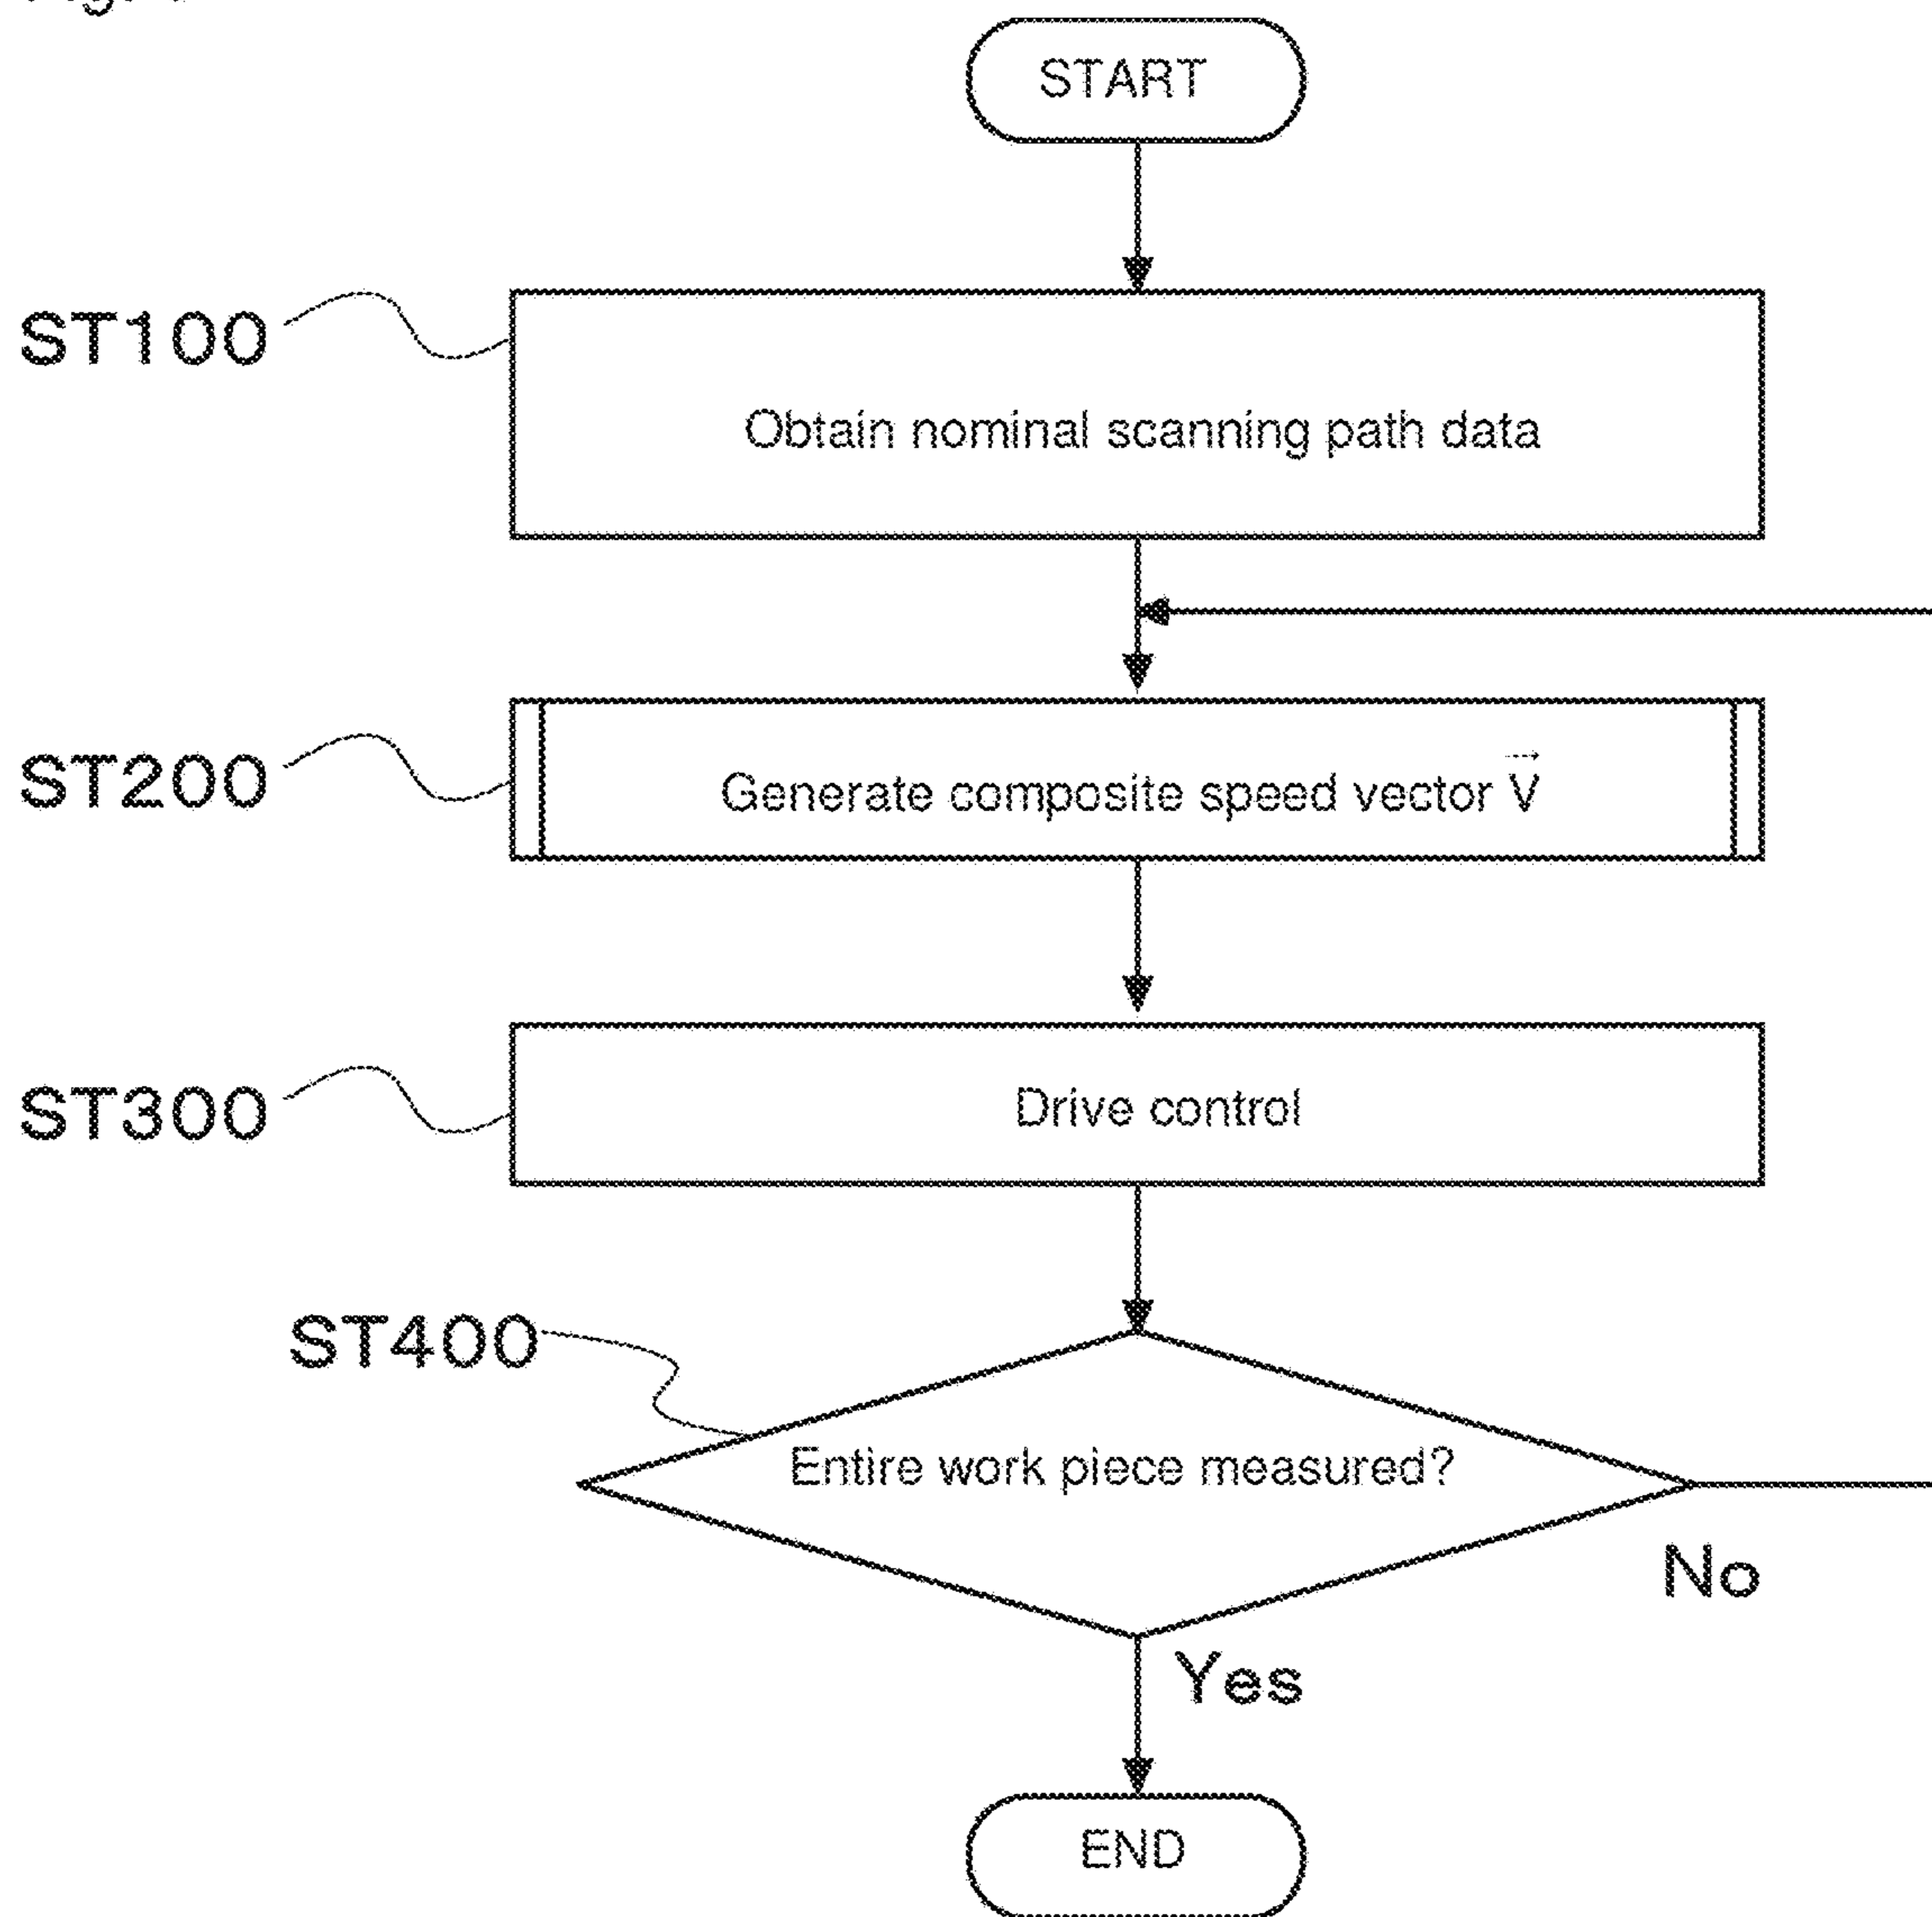 START
ST100
Obtain nominal scanning path data
ST200
Generate composite speed vector V⃗
ST300
Drive control
ST400
Entire work piece measured?
No
Yes
END